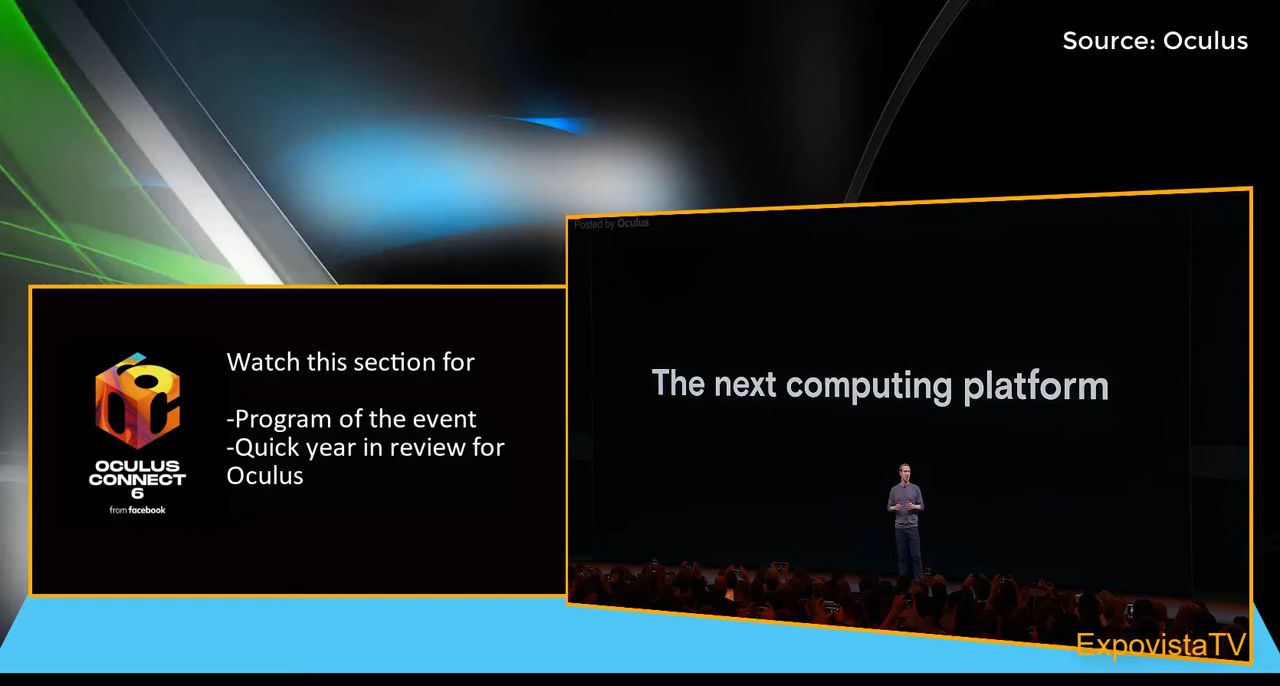 Source: Oculus
Posted by Oculus
The next computing platform
Watch this section for
-Program of the event
-Quick year in review for
Oculus
OCULUS
CONNECT
6
from facebook
ExpovistaTV